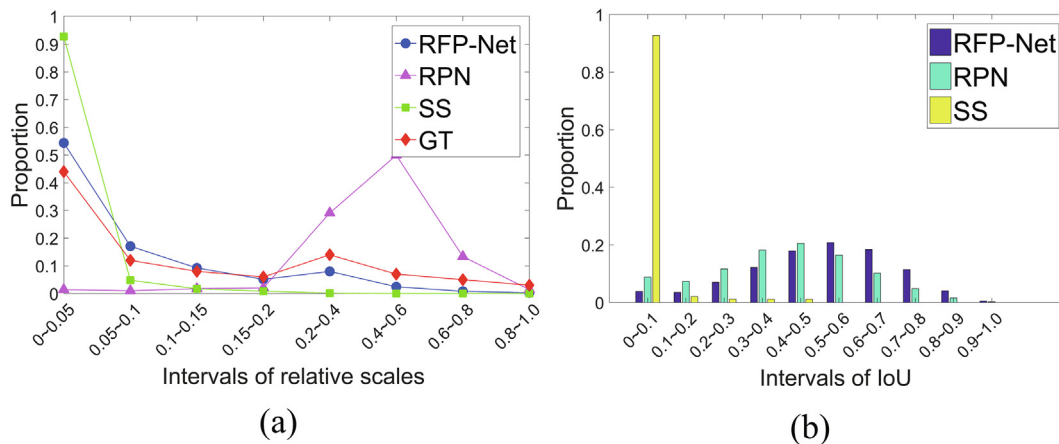 1
0.9
0.8
0.7
0.6
0.5
0.4
0.3
0.2
0.1
0
Proportion
RFP-Net
RPN
SS
GT
0~0.05
0.05~0.1
0.1~0.15
0.15~0.2
0.2~0.4
0.4~0.6
0.6~0.8
0.8~1.0
Intervals of relative scales
(a)
1
0.8
0.6
0.4
0.2
0
Proportion
RFP-Net
RPN
SS
0~0.1
0.1~0.2
0.2~0.3
0.3~0.4
0.4~0.5
0.5~0.6
0.6~0.7
0.7~0.8
0.8~0.9
0.9~1.0
Intervals of IoU
(b)